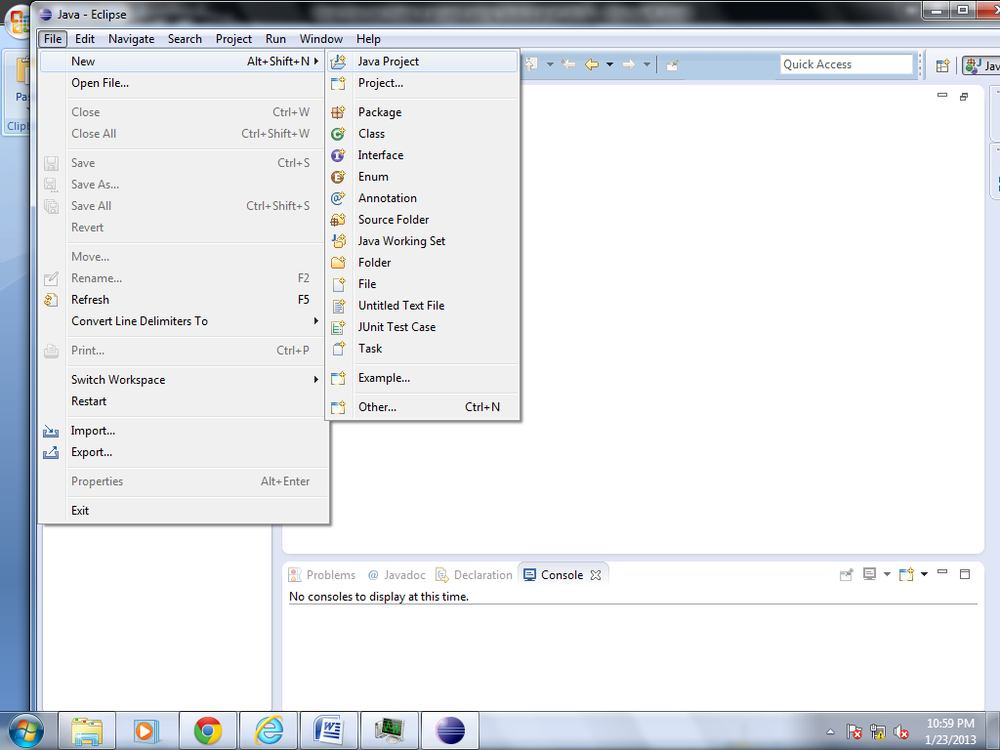 Java - Eclipse
File Edit Navigate Search Project Run Window Help
New Alt+Shift+N
Open File...
Close Ctrl+W
Close All Ctrl+Shift+W
Save Ctrl+S
Save As...
Save All Ctrl+Shift+S
Revert
Move...
Rename... F2
Refresh F5
Convert Line Delimiters To
Print... Ctrl+P
Switch Workspace
Restart
Import...
Export...
Properties Alt+Enter
Exit
Java Project
Project...
Package
Class
Interface
Enum
Annotation
Source Folder
Java Working Set
Folder
File
Untitled Text File
JUnit Test Case
Task
Example...
Other... Ctrl+N
Quick Access
Jav
Pas
Clipb
Problems @ Javadoc Declaration Console
No consoles to display at this time.
10:59 PM
1/23/2013